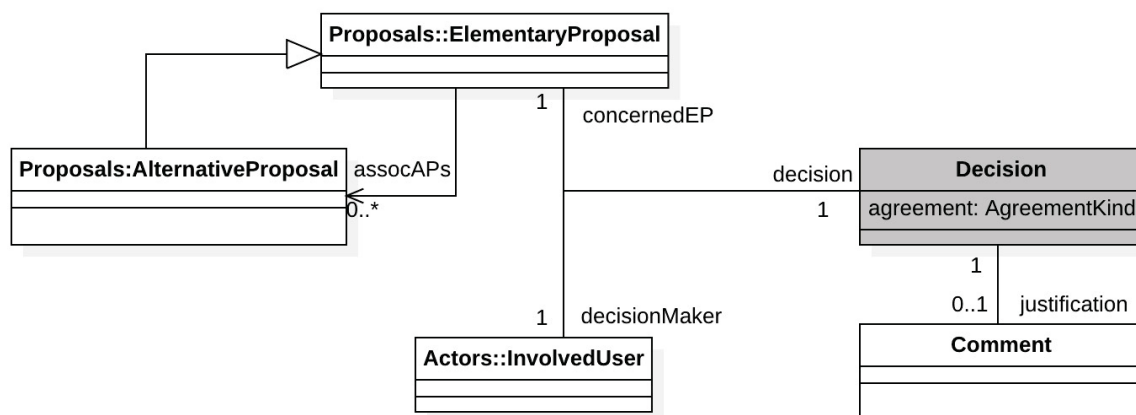 Proposals::ElementaryProposal
1
concernedEP
Proposals:AlternativeProposal
assocAPs
0..*
decision
1
Decision
agreement: AgreementKind
1
0..1
justification
1
decisionMaker
Actors::InvolvedUser
Comment